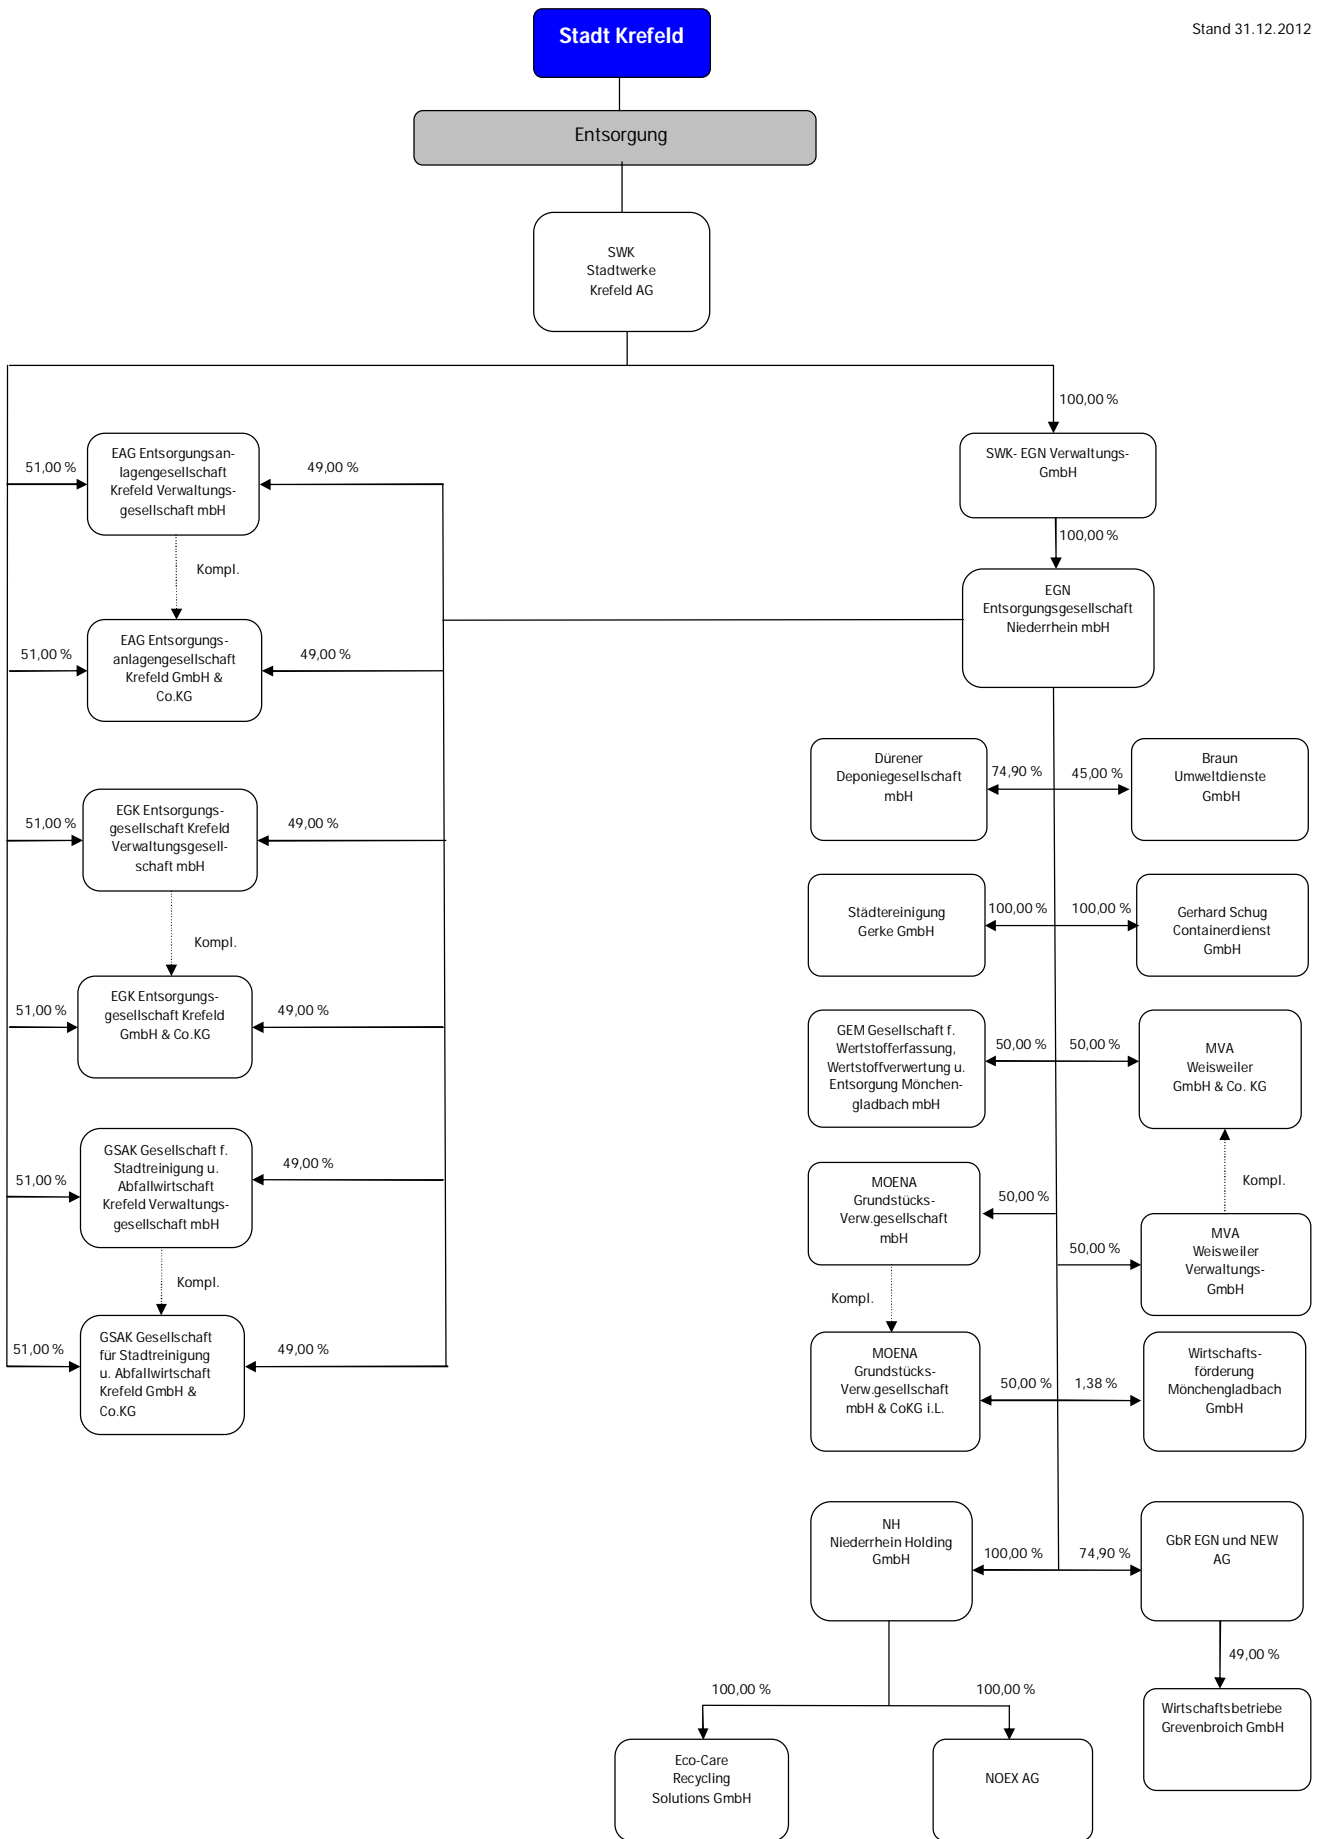 Stadt Krefeld
Stand 31.12.2012
Entsorgung
SWK
Stadtwerke
Krefeld AG
100,00 %
SWK- EGN Verwaltungs-
GmbH
100,00 %
EGN
Entsorgungsgesellschaft
Niederrhein mbH
51,00 %
EAG Entsorgungsan-
lagengesellschaft
Krefeld Verwaltungs-
gesellschaft mbH
49,00 %
Kompl.
51,00 %
EAG Entsorgungs-
anlagengesellschaft
Krefeld GmbH &
Co.KG
49,00 %
51,00 %
EGK Entsorgungs-
gesellschaft Krefeld
Verwaltungsgesell-
schaft mbH
49,00 %
Kompl.
51,00 %
EGK Entsorgungs-
gesellschaft Krefeld
GmbH & Co.KG
49,00 %
51,00 %
GSAK Gesellschaft f.
Stadtreinigung u.
Abfallwirtschaft
Krefeld Verwaltungs-
gesellschaft mbH
49,00 %
Kompl.
51,00 %
GSAK Gesellschaft
für Stadtreinigung
u. Abfallwirtschaft
Krefeld GmbH &
Co.KG
49,00 %
Dürener
Deponiegesellschaft
mbH
74,90 %
45,00 %
Braun
Umweltdienste
GmbH
Städtereinigung
Gerke GmbH
100,00 %
100,00 %
Gerhard Schug
Containerdienst
GmbH
GEM Gesellschaft f.
Wertstofferfassung,
Wertstoffverwertung u.
Entsorgung Mönchen-
gladbach mbH
50,00 %
50,00 %
MVA
Weisweiler
GmbH & Co. KG
Kompl.
MOENA
Grundstücks-
Verw.gesellschaft
mbH
50,00 %
50,00 %
MVA
Weisweiler
Verwaltungs-
GmbH
Kompl.
MOENA
Grundstücks-
Verw.gesellschaft
mbH & CoKG i.L.
50,00 %
1,38 %
Wirtschafts-
förderung
Mönchengladbach
GmbH
NH
Niederrhein Holding
GmbH
100,00 %
74,90 %
GbR EGN und NEW
AG
49,00 %
Wirtschaftsbetriebe
Grevenbroich GmbH
100,00 %
100,00 %
Eco-Care
Recycling
Solutions GmbH
NOEX AG